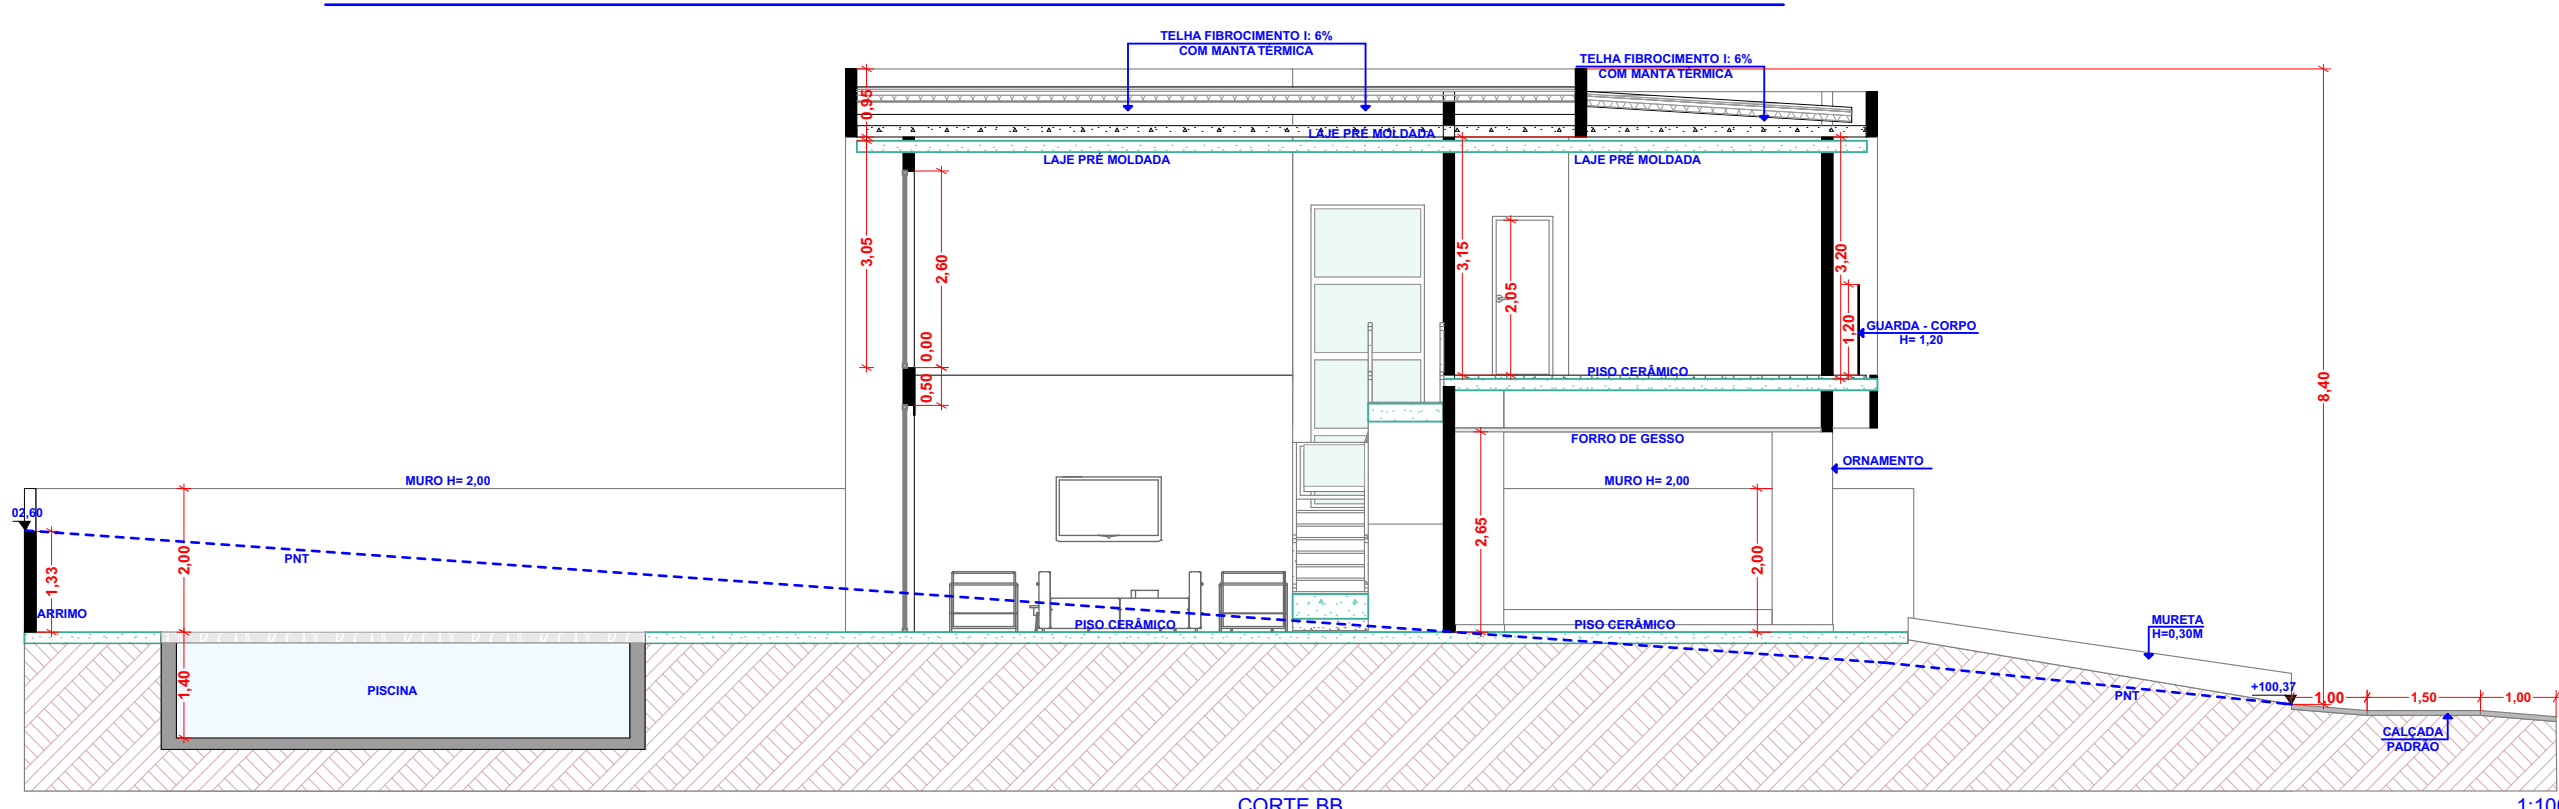 TELHA FIBROCIMENTO I: 6%
COM MANTA TÉRMICA
TELHA FIBROCIMENTO I: 6%
COM MANTA TÉRMICA
0,95
LAJE PRÉ MOLDADA
LAJE PRÉ MOLDADA
LAJE PRÉ MOLDADA
3,05
2,60
3,15
2,05
3,20
1,20
GUARDA - CORPO
H= 1,20
0,00
0,50
PISO CERÂMICO
8,40
FORRO DE GESSO
ORNAMENTO
MURO H= 2,00
MURO H= 2,00
02,60
PNT
1,33
2,00
2,65
2,00
ARRIMO
PISO CERÂMICO
PISO CERÂMICO
MURETA
H=0,30M
1,40
PISCINA
PNT
+100,37
1,00
1,50
1,00
CALÇADA
PADRÃO
CORTE BB